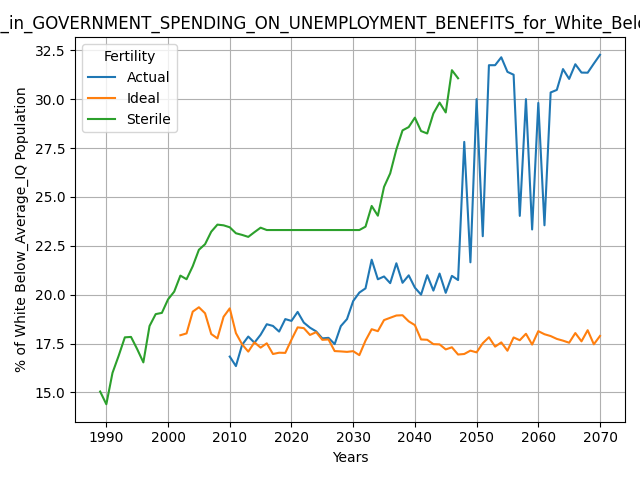 _in_GOVERNMENT_SPENDING_ON_UNEMPLOYMENT_BENEFITS_for_White_Belo
Fertility
Actual
Ideal
Sterile
% of White Below_Average_IQ Population
32.5
30.0
27.5
25.0
22.5
20.0
17.5
15.0
1990 2000 2010 2020 2030 2040 2050 2060 2070
Years